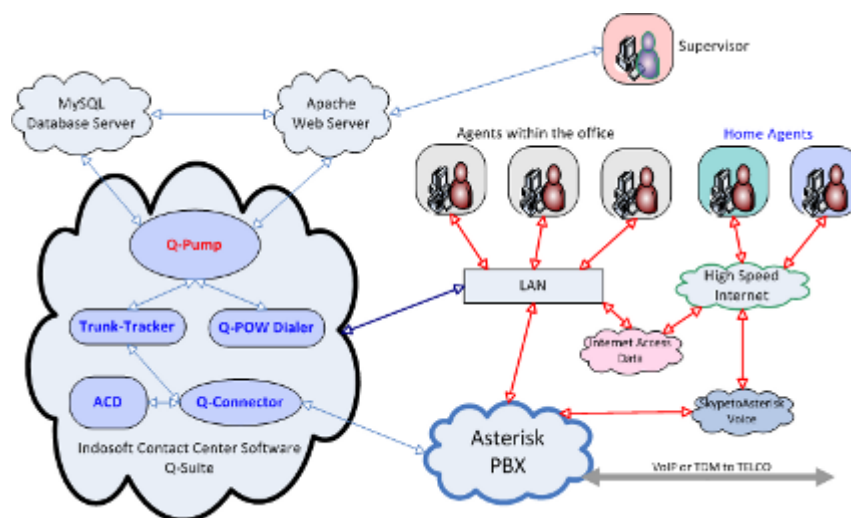 Supervisor
MySQL
Database Server
Apache
Web Server
Agents within the office
Home Agents
Q-Pump
LAN
High Speed
Internet
Trunk-Tracker
Q-POW Dialer
Internet Access
Data
ACD
Q-Connector
SkypetoAsterisk
Voice
Indosoft Contact Center Software
Q-Suite
Asterisk
PBX
VoIP or TDM to TELCO